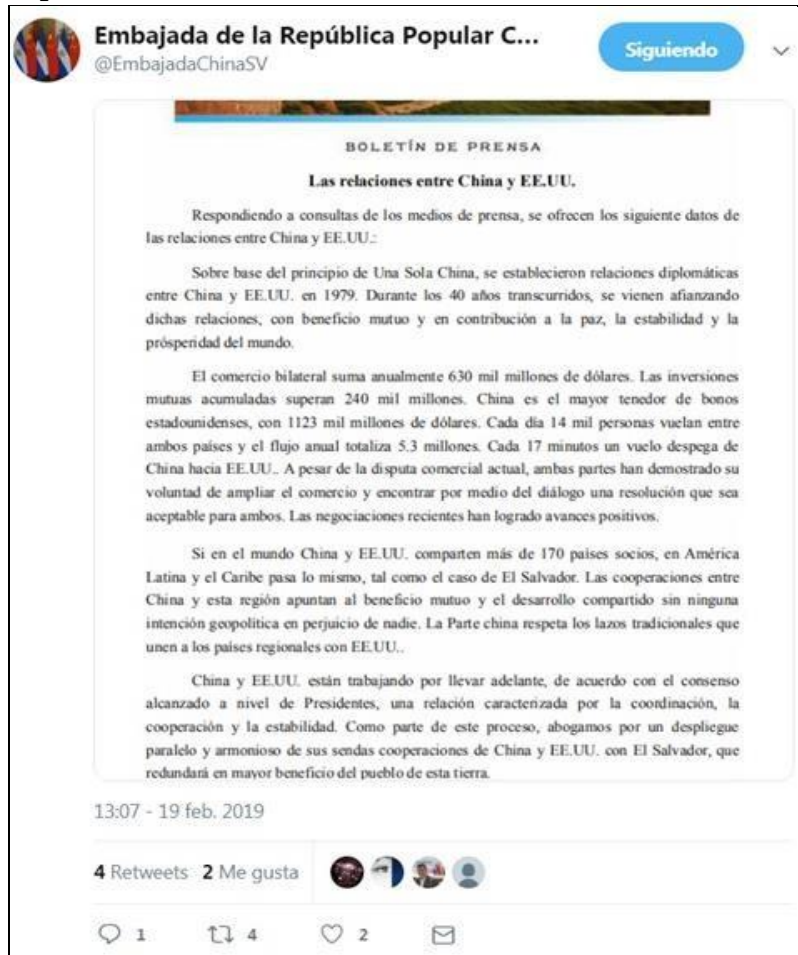 Embajada de la República Popular C...
Siguiendo
@EmbajadaChinaSV
BOLETÍN DE PRENSA
Las relaciones entre China y EE.UU.
Respondiendo a consultas de los medios de prensa, se ofrecen los siguiente datos de
las relaciones entre China y EE.UU.:
Sobre base del principio de Una Sola China, se establecieron relaciones diplomáticas
entre China y EE.UU. en 1979. Durante los 40 años transcurridos, se vienen afianzando
dichas relaciones, con beneficio mutuo y en contribución a la paz, la estabilidad y la
prósperidad del mundo.
El comercio bilateral suma anualmente 630 mil millones de dólares. Las inversiones
mutuas acumuladas superan 240 mil millones. China es el mayor tenedor de bonos
estadounidenses, con 1123 mil millones de dólares. Cada día 14 mil personas vuelan entre
ambos países y el flujo anual totaliza 5.3 millones. Cada 17 minutos un vuelo despega de
China hacia EE.UU.. A pesar de la disputa comercial actual, ambas partes han demostrado su
voluntad de ampliar el comercio y encontrar por medio del diálogo una resolución que sea
aceptable para ambos. Las negociaciones recientes han logrado avances positivos.
Si en el mundo China y EE.UU. comparten más de 170 países socios, en América
Latina y el Caribe pasa lo mismo, tal como el caso de El Salvador. Las cooperaciones entre
China y esta región apuntan al beneficio mutuo y el desarrollo compartido sin ninguna
intención geopolítica en perjuicio de nadie. La Parte china respeta los lazos tradicionales que
unen a los países regionales con EE.UU..
China y EE.UU. están trabajando por llevar adelante, de acuerdo con el consenso
alcanzado a nivel de Presidentes, una relación caracterizada por la coordinación, la
cooperación y la estabilidad. Como parte de este proceso, abogamos por un despliegue
paralelo y armonioso de sus sendas cooperaciones de China y EE.UU. con El Salvador, que
redundará en mayor beneficio del pueblo de esta tierra.
13:07 - 19 feb. 2019
4 Retweets 2 Me gusta
1 4 2